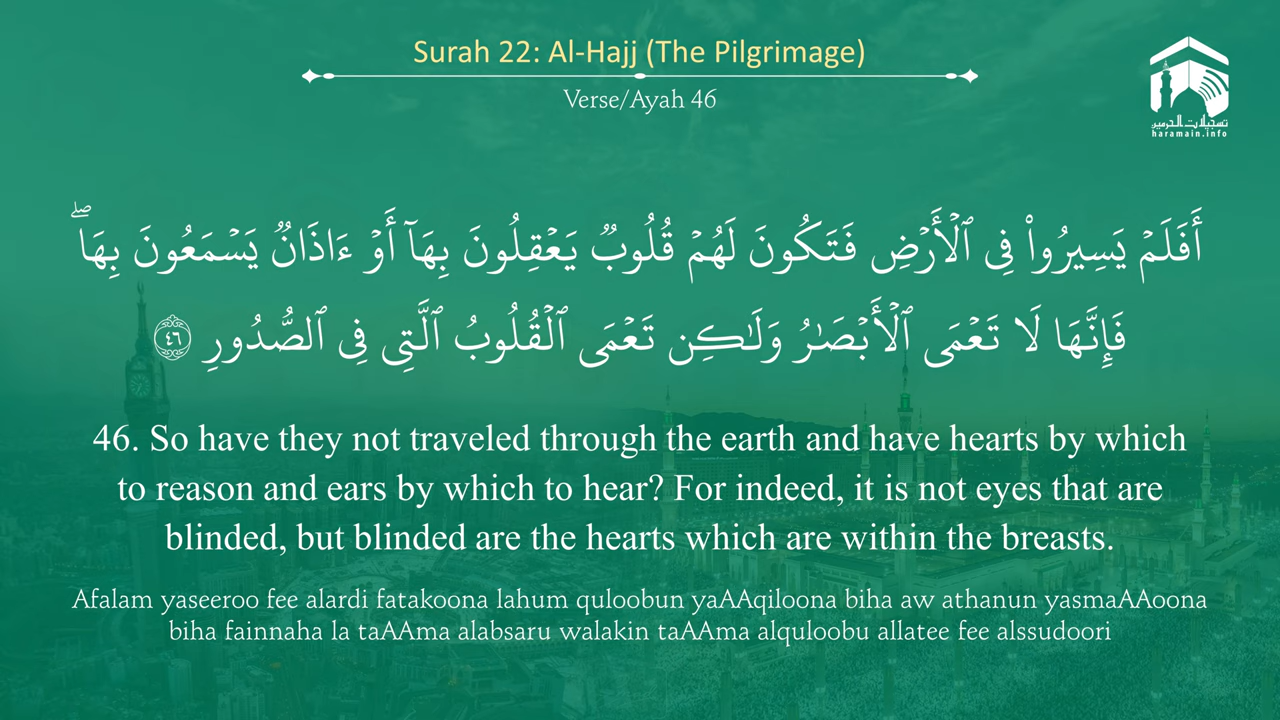 Surah 22: Al-Hajj (The Pilgrimage)
Verse/Ayah 46
تسجيلات الحرمين
haramain.info
أَفَلَمۡ يَسِيرُواْ فِي ٱلۡأَرۡضِ فَتَكُونَ لَهُمۡ قُلُوبٞ يَعۡقِلُونَ بِهَآ أَوۡ ءَاذَانٞ يَسۡمَعُونَ بِهَاۖ
فَإِنَّهَا لَا تَعۡمَى ٱلۡأَبۡصَٰرُ وَلَٰكِن تَعۡمَى ٱلۡقُلُوبُ ٱلَّتِي فِي ٱلصُّدُورِ ٤٦
46. So have they not traveled through the earth and have hearts by which
to reason and ears by which to hear? For indeed, it is not eyes that are
blinded, but blinded are the hearts which are within the breasts.
Afalam yaseeroo fee alardi fatakoona lahum quloobun yaAAqiloona biha aw athanun yasmaAAoona
biha fainnaha la taAAma alabsaru walakin taAAma alquloobu allatee fee alssudoori